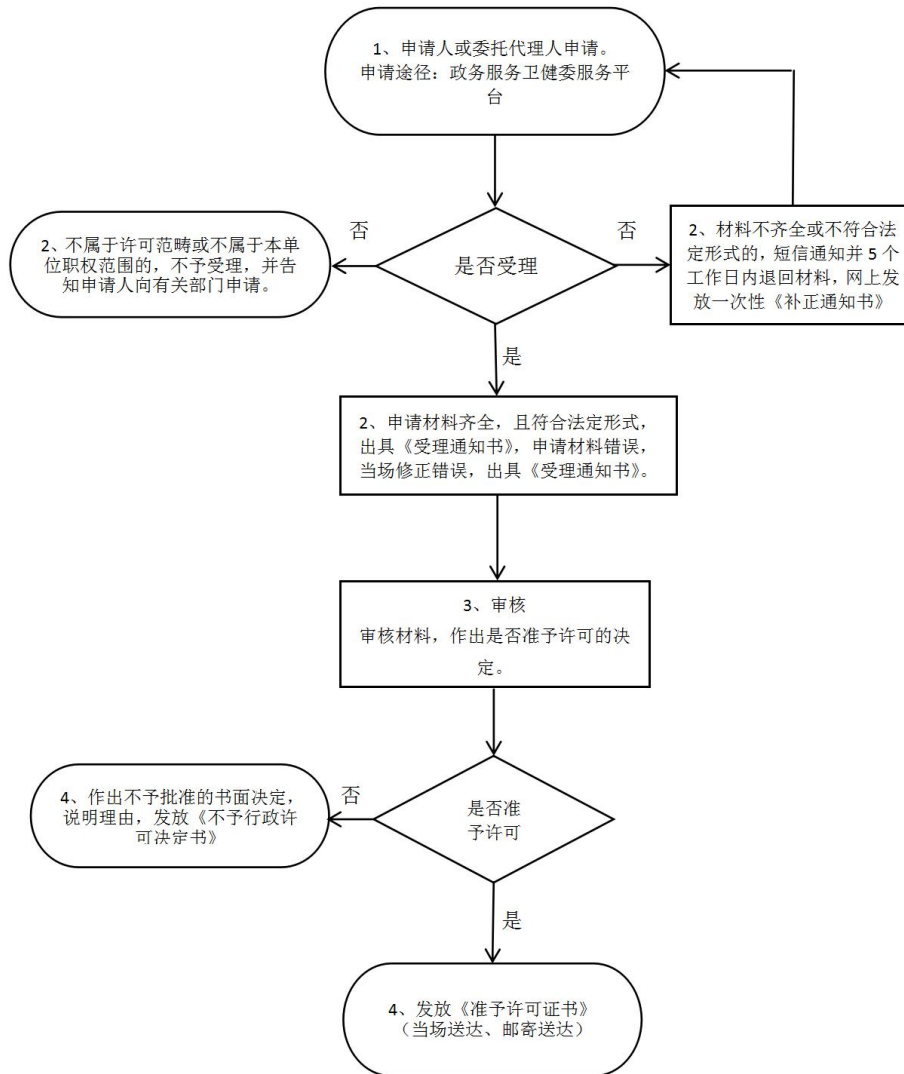 1、申请人或委托代理人申请。
申请途径：政务服务卫健委服务平
台
否
否
2、不属于许可范畴或不属于本单
位职权范围的，不予受理，并告
知申请人向有关部门申请。
是否受理
2、材料不齐全或不符合法
定形式的，短信通知并 5 个
工作日内退回材料，网上发
放一次性《补正通知书》
是
2、申请材料齐全，且符合法定形式，
出具《受理通知书》，申请材料错误，
当场修正错误，出具《受理通知书》。
3、审核
审核材料，作出是否准予许可的决
定。
4、作出不予批准的书面决定，
说明理由，发放《不予行政许
可决定书》
否
是否准
予许可
是
4、发放《准予许可证书》
（当场送达、邮寄送达）